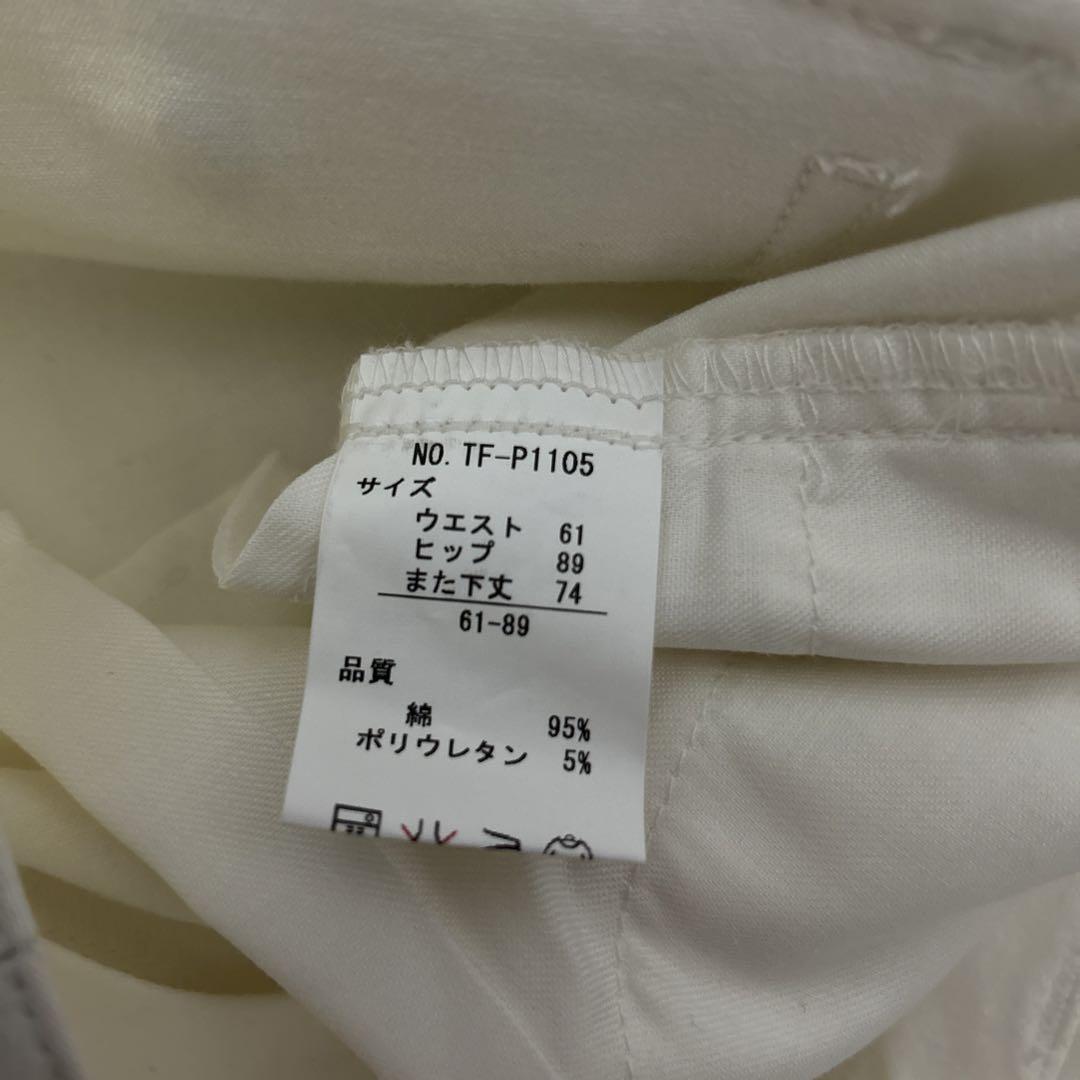 NO. TF-P1105
サイズ
ウエスト 61
ヒップ 89
また下丈 74
61-89
品質
綿 95%
ポリウレタン 5%